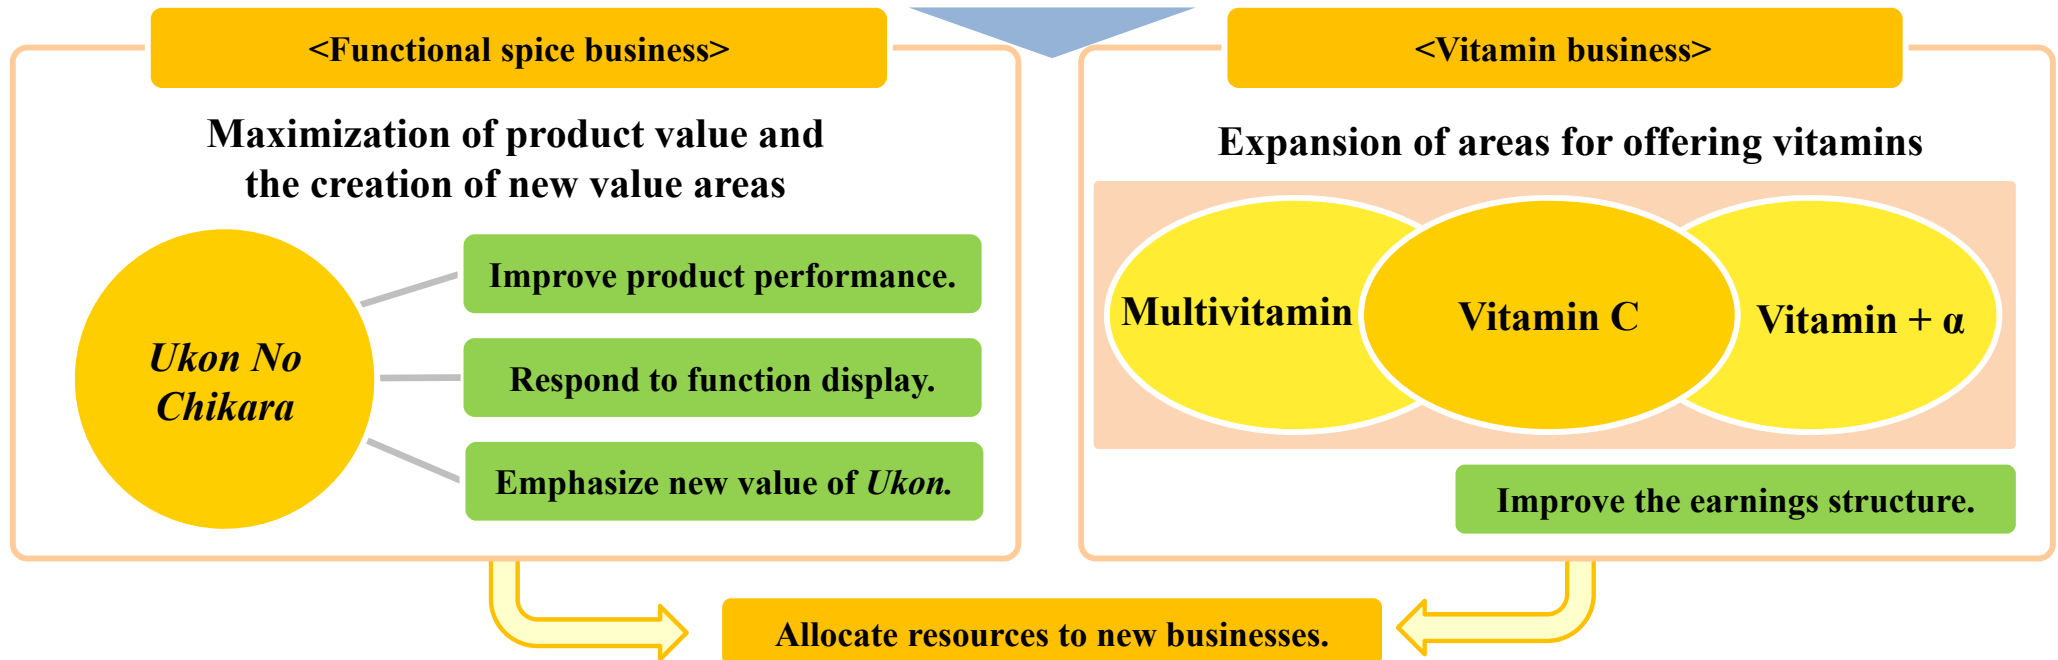 <Functional spice business>
Maximization of product value and
the creation of new value areas
Ukon No
Chikara
Improve product performance.
Respond to function display.
Emphasize new value of Ukon.
<Vitamin business>
Expansion of areas for offering vitamins
Multivitamin
Vitamin C
Vitamin + α
Improve the earnings structure.
Allocate resources to new businesses.